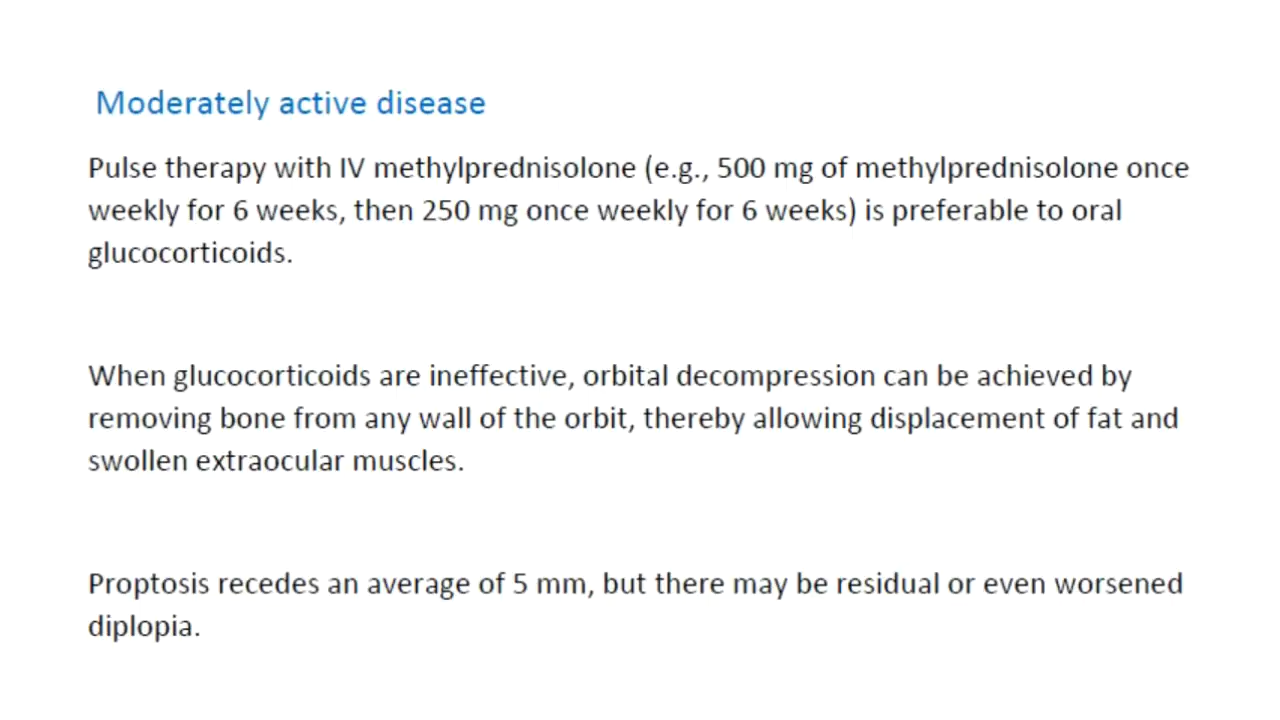 Moderately active disease
Pulse therapy with IV methylprednisolone (e.g., 500 mg of methylprednisolone once
weekly for 6 weeks, then 250 mg once weekly for 6 weeks) is preferable to oral
glucocorticoids.
When glucocorticoids are ineffective, orbital decompression can be achieved by
removing bone from any wall of the orbit, thereby allowing displacement of fat and
swollen extraocular muscles.
Proptosis recedes an average of 5 mm, but there may be residual or even worsened
diplopia.